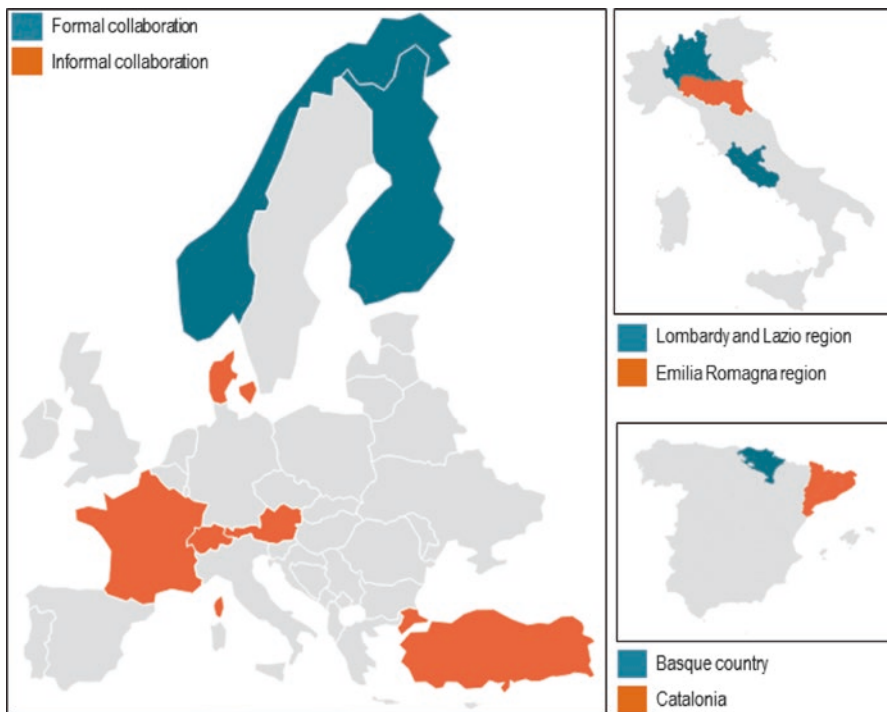 Formal collaboration
Informal collaboration
Lombardy and Lazio region
Emilia Romagna region
Basque country
Catalonia